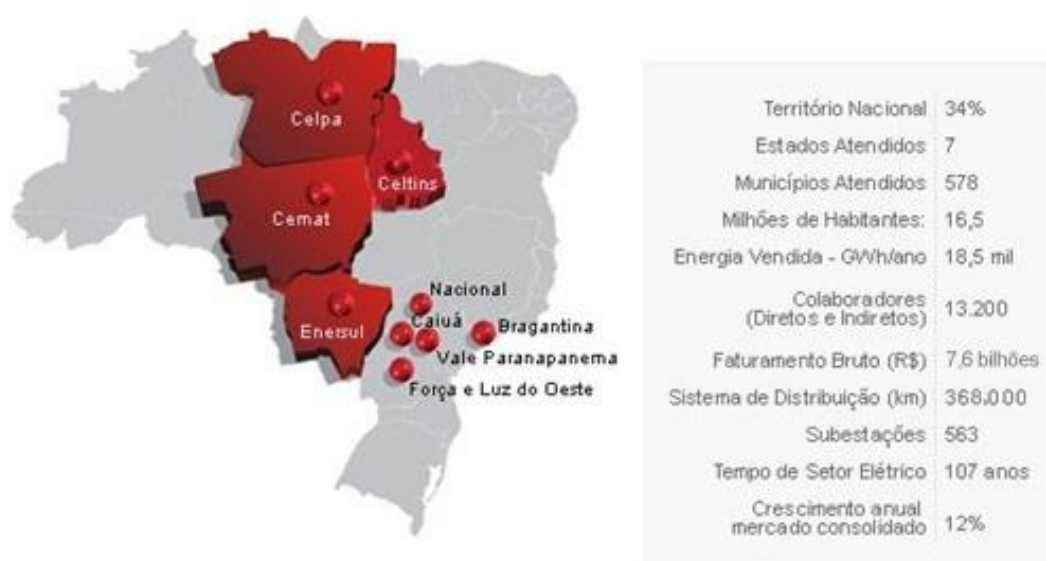 Celpa
Celtins
Cemat
Enersul
Nacional
Caiuá
Bragantina
Vale Paranapanema
Força e Luz do Oeste
Território Nacional 34%
Estados Atendidos 7
Municípios Atendidos 578
Milhões de Habitantes: 16,5
Energia Vendida - GWh/ano 18,5 mil
Colaboradores
(Diretos e Indiretos) 13.200
Faturamento Bruto (R$) 7,6 bilhões
Sistema de Distribuição (km) 368.000
Subestações 563
Tempo de Setor Elétrico 107 anos
Crescimento anual
mercado consolidado 12%